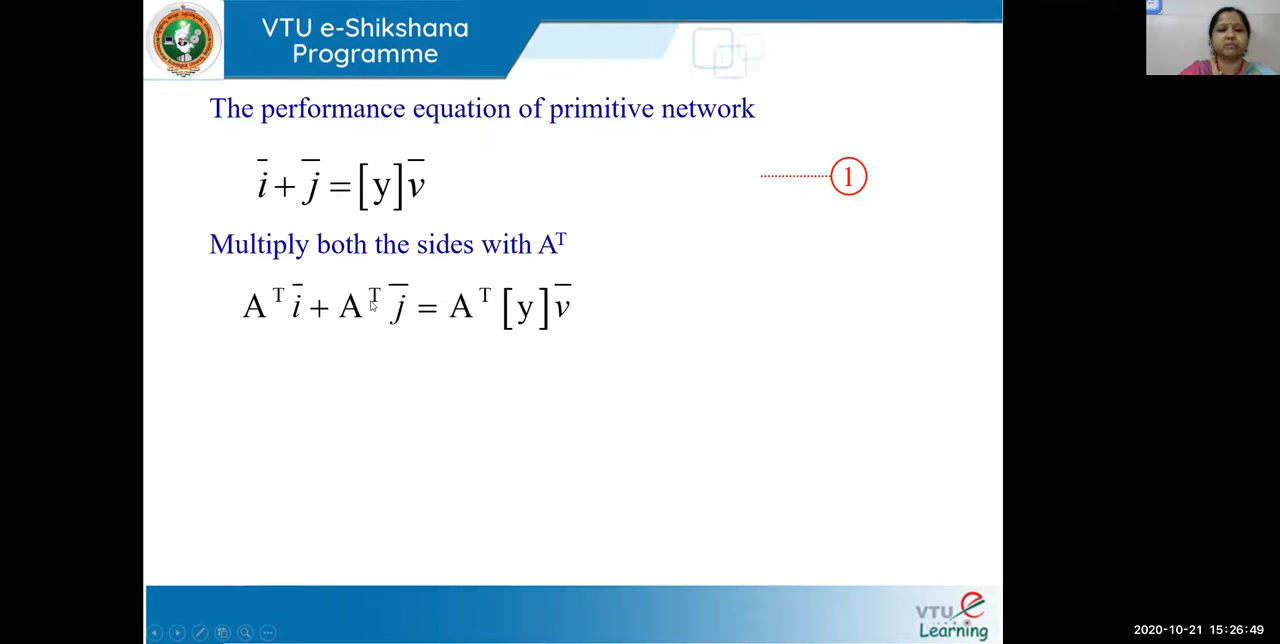 VTU e-Shikshana
Programme
The performance equation of primitive network
i̅ + j̅ = [y] v̅
1
Multiply both the sides with Aᵀ
Aᵀ i̅ + Aᵀ j̅ = Aᵀ [y] v̅
VTU e
Learning
2020-10-21 15:26:49